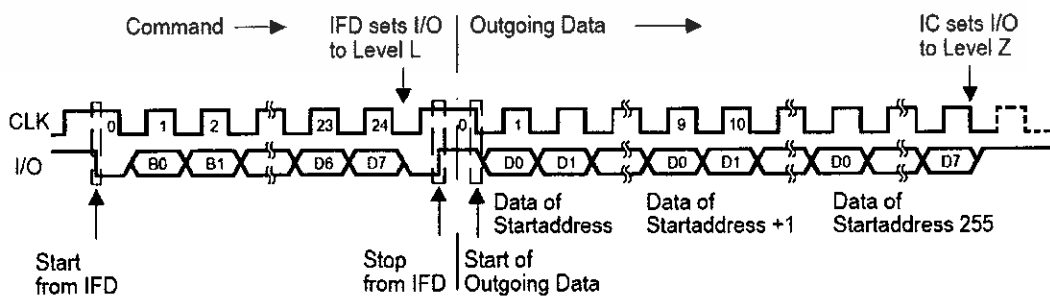 Command
IFD sets I/O
to Level L
Outgoing Data
IC sets I/O
to Level Z
CLK
0 1 2 23 24 0 1 9 10
I/O
B0 B1 D6 D7 D0 D1 D0 D1 D0 D7
Data of
Startaddress
Data of
Startaddress +1
Data of
Startaddress 255
Start
from IFD
Stop
from IFD
Start of
Outgoing Data